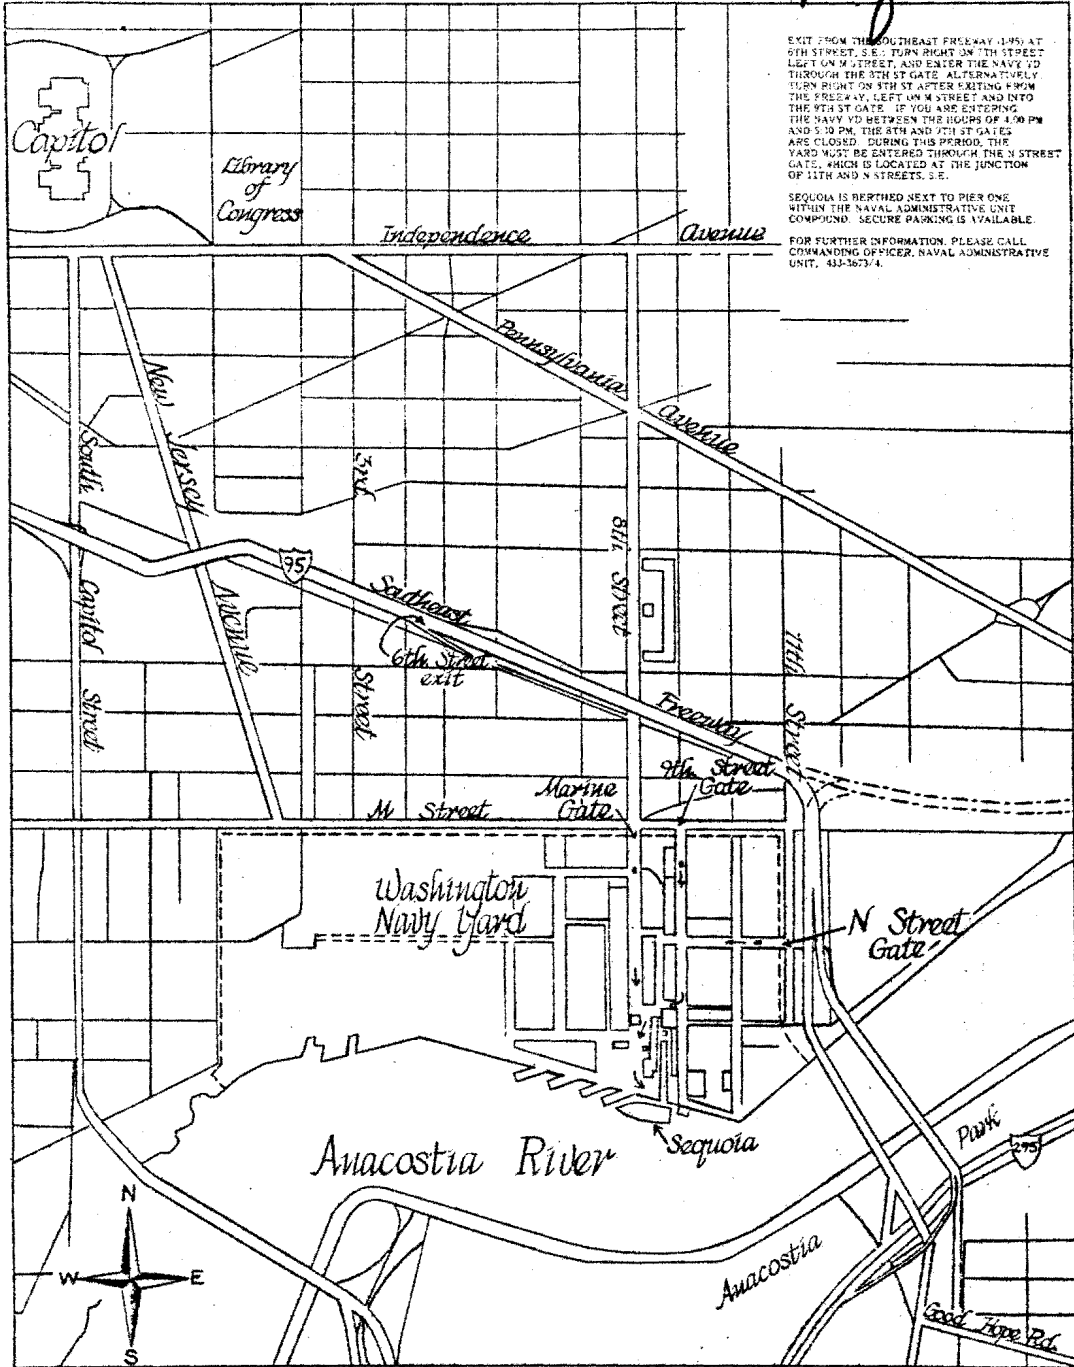 EXIT FROM THE SOUTHEAST FREEWAY (I-95) AT
6TH STREET, S.E.; TURN RIGHT ON 7TH STREET
LEFT ON M STREET, AND ENTER THE NAVY YD
THROUGH THE 8TH ST GATE. ALTERNATIVELY,
TURN RIGHT ON 8TH ST AFTER EXITING FROM
THE FREEWAY, LEFT ON M STREET AND INTO
THE 9TH ST GATE. IF YOU ARE ENTERING
THE NAVY YD BETWEEN THE HOURS OF 4:00 PM
AND 5:30 PM, THE 8TH AND 9TH ST GATES
ARE CLOSED. DURING THIS PERIOD, THE
YARD MUST BE ENTERED THROUGH THE N STREET
GATE, WHICH IS LOCATED AT THE JUNCTION
OF 11TH AND N STREETS, S.E.
SEQUOIA IS BERTHED NEXT TO PIER ONE
WITHIN THE NAVAL ADMINISTRATIVE UNIT
COMPOUND. SECURE PARKING IS AVAILABLE.
FOR FURTHER INFORMATION, PLEASE CALL
COMMANDING OFFICER, NAVAL ADMINISTRATIVE
UNIT, 433-3673/4.
Capitol
Library
of
Congress
Independence Avenue
Pennsylvania Avenue
New Jersey Avenue
South Capitol Street
3rd Street
8th Street
11th Street
95
Southeast Freeway
6th Street
exit
Marine
Gate
9th Street
Gate
M Street
Washington
Navy Yard
N Street
Gate
Sequoia
Anacostia River
Anacostia Park
295
Good Hope Rd.
N
W
E
S